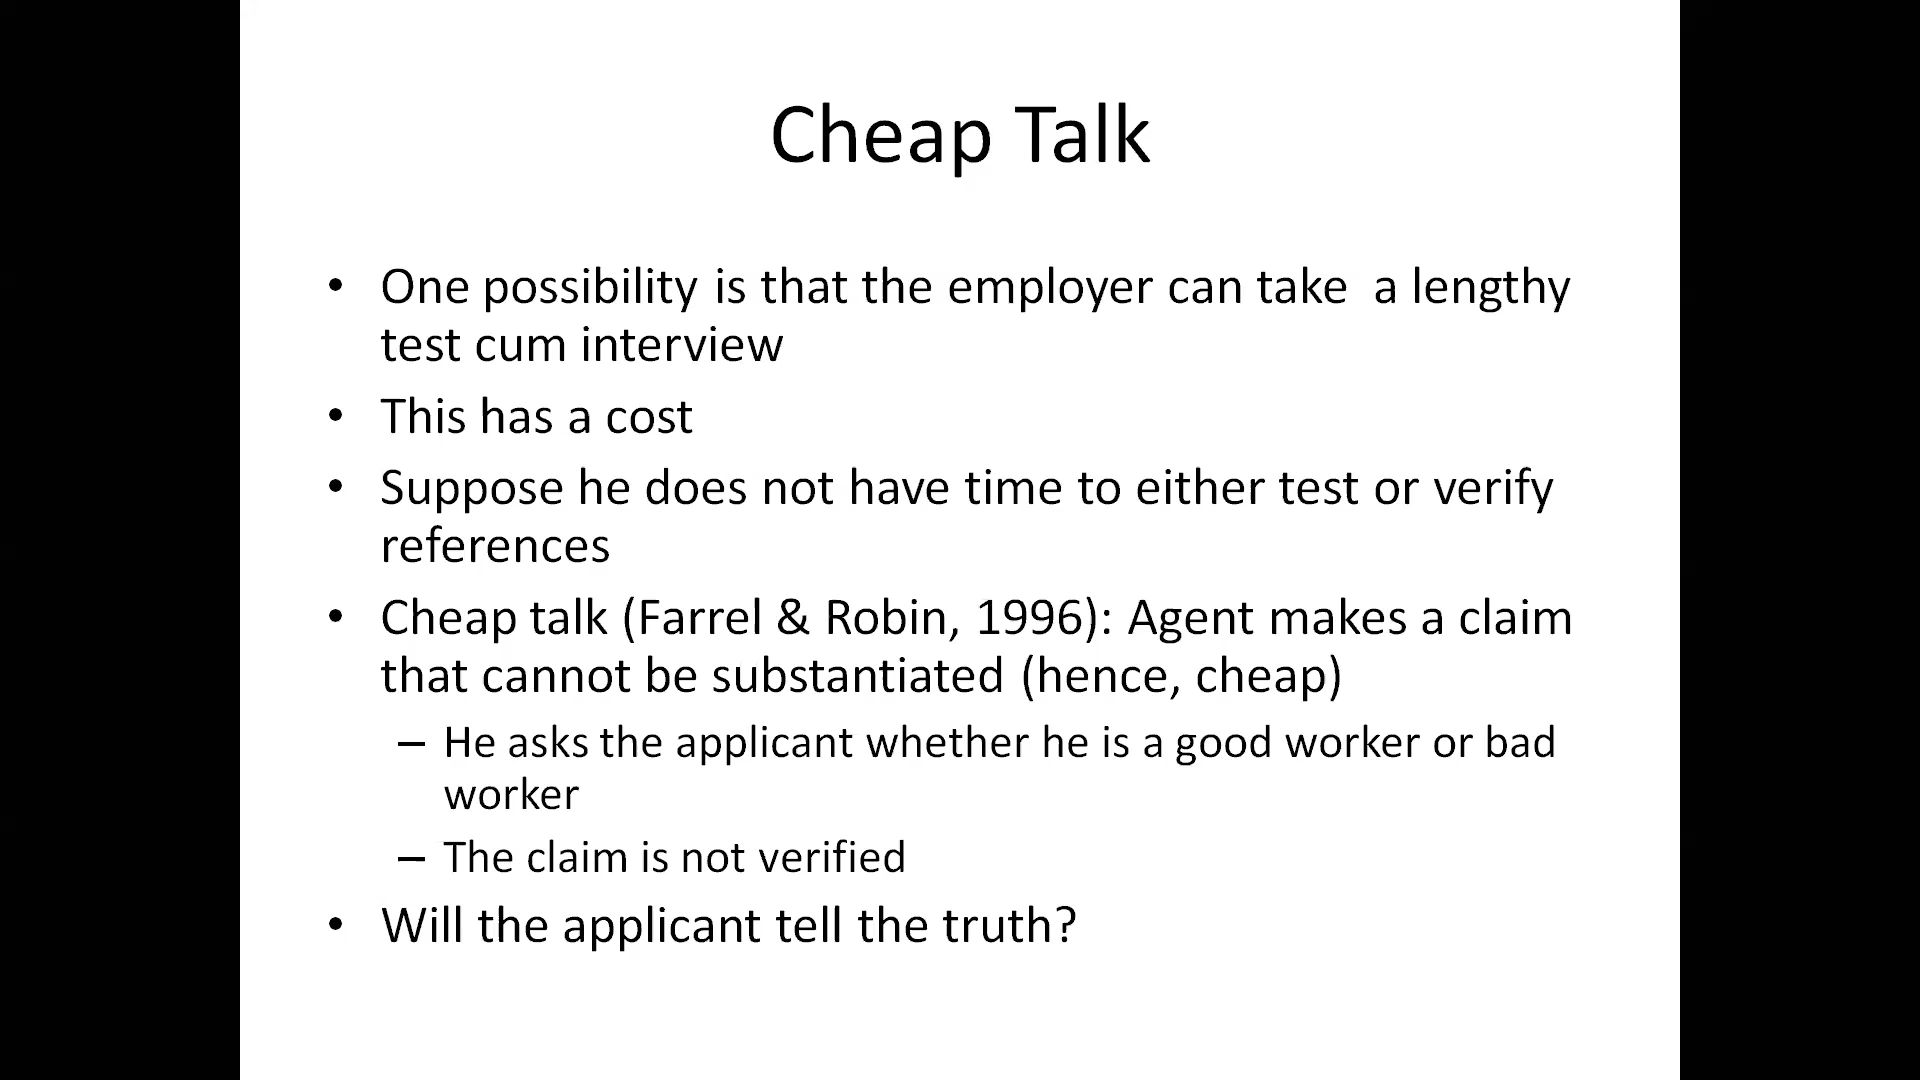 Cheap Talk
• One possibility is that the employer can take  a lengthy
test cum interview
• This has a cost
• Suppose he does not have time to either test or verify
references
• Cheap talk (Farrel & Robin, 1996): Agent makes a claim
that cannot be substantiated (hence, cheap)
– He asks the applicant whether he is a good worker or bad
worker
– The claim is not verified
• Will the applicant tell the truth?